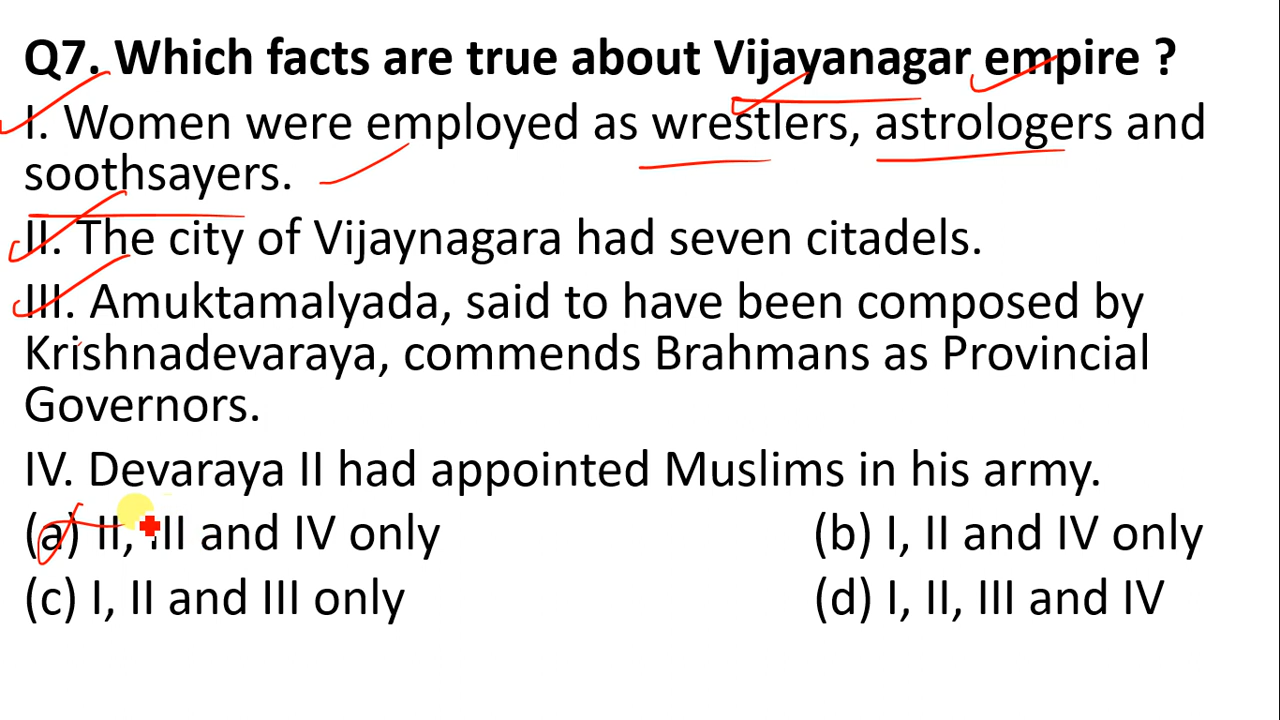 Q7. Which facts are true about Vijayanagar empire ?
I. Women were employed as wrestlers, astrologers and
soothsayers.
II. The city of Vijaynagara had seven citadels.
III. Amuktamalyada, said to have been composed by
Krishnadevaraya, commends Brahmans as Provincial
Governors.
IV. Devaraya II had appointed Muslims in his army.
(a) II, III and IV only (b) I, II and IV only
(c) I, II and III only (d) I, II, III and IV